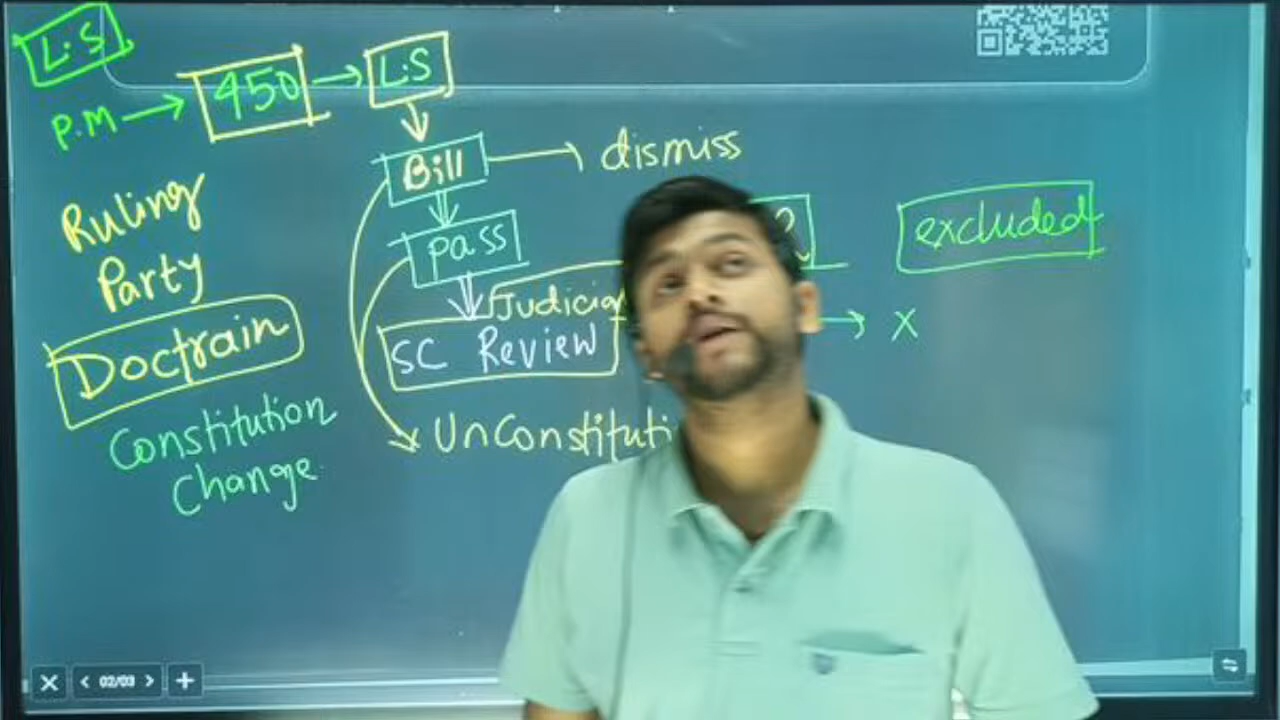 L.S
P.M → 450 → L.S
Bill → dismiss
Ruling
Party
pass
excluded
Judicia
Doctrain
SC Review
→ x
Constitution
Change
Unconstituti
02/03